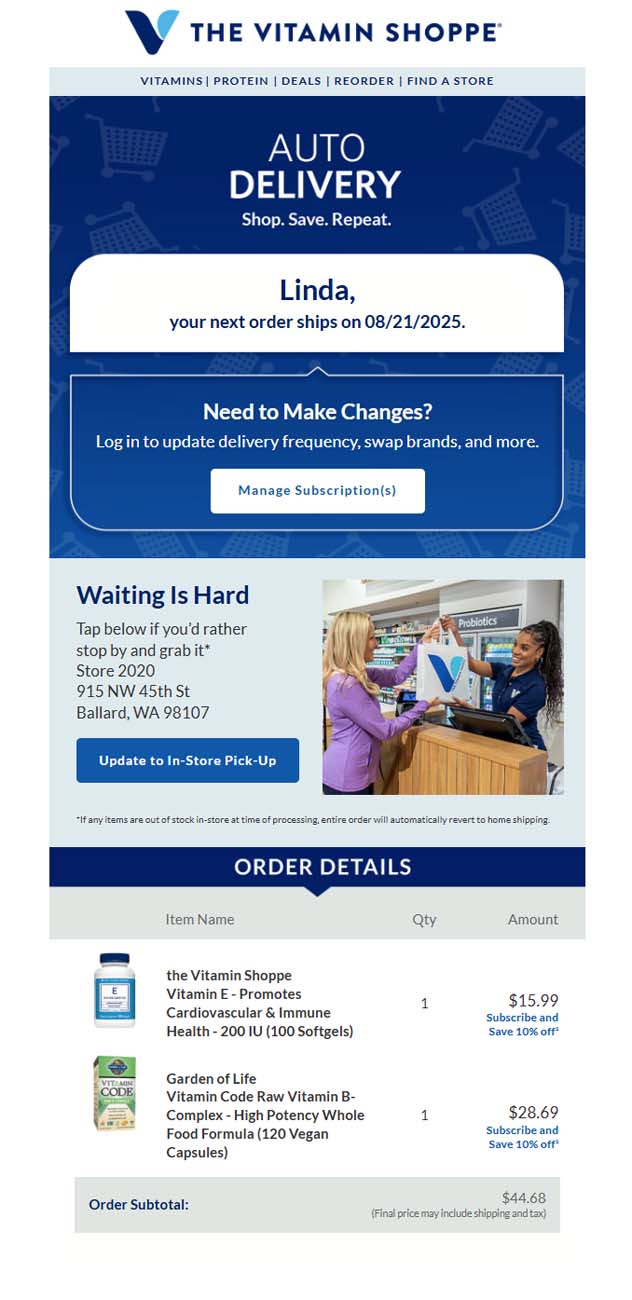 THE VITAMIN SHOPPE®
VITAMINS | PROTEIN | DEALS | REORDER | FIND A STORE
AUTO
DELIVERY
Shop. Save. Repeat.
Linda,
your next order ships on 08/21/2025.
Need to Make Changes?
Log in to update delivery frequency, swap brands, and more.
Manage Subscription(s)
Waiting Is Hard
Tap below if you’d rather
stop by and grab it*
Store 2020
915 NW 45th St
Ballard, WA 98107
Update to In-Store Pick-Up
Probiotics
*If any items are out of stock in-store at time of processing, entire order will automatically revert to home shipping.
ORDER DETAILS
Item Name Qty Amount
E
the Vitamin Shoppe
Vitamin E - Promotes
Cardiovascular & Immune
Health - 200 IU (100 Softgels)
1
$15.99
Subscribe and
Save 10% off‡
VITAMIN
CODE
Garden of Life
Vitamin Code Raw Vitamin B-
Complex - High Potency Whole
Food Formula (120 Vegan
Capsules)
1
$28.69
Subscribe and
Save 10% off‡
Order Subtotal:
$44.68
(Final price may include shipping and tax)